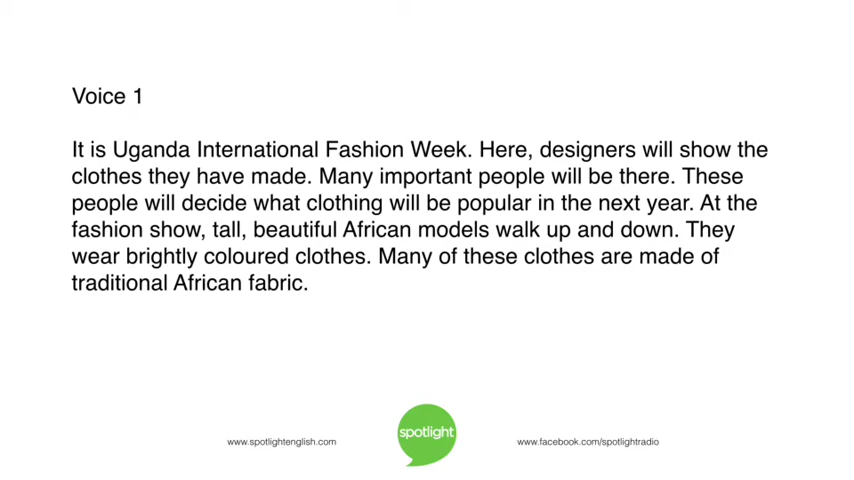 Voice 1
It is Uganda International Fashion Week. Here, designers will show the
clothes they have made. Many important people will be there. These
people will decide what clothing will be popular in the next year. At the
fashion show, tall, beautiful African models walk up and down. They
wear brightly coloured clothes. Many of these clothes are made of
traditional African fabric.
spotlight
www.spotlightenglish.com
www.facebook.com/spotlightradio